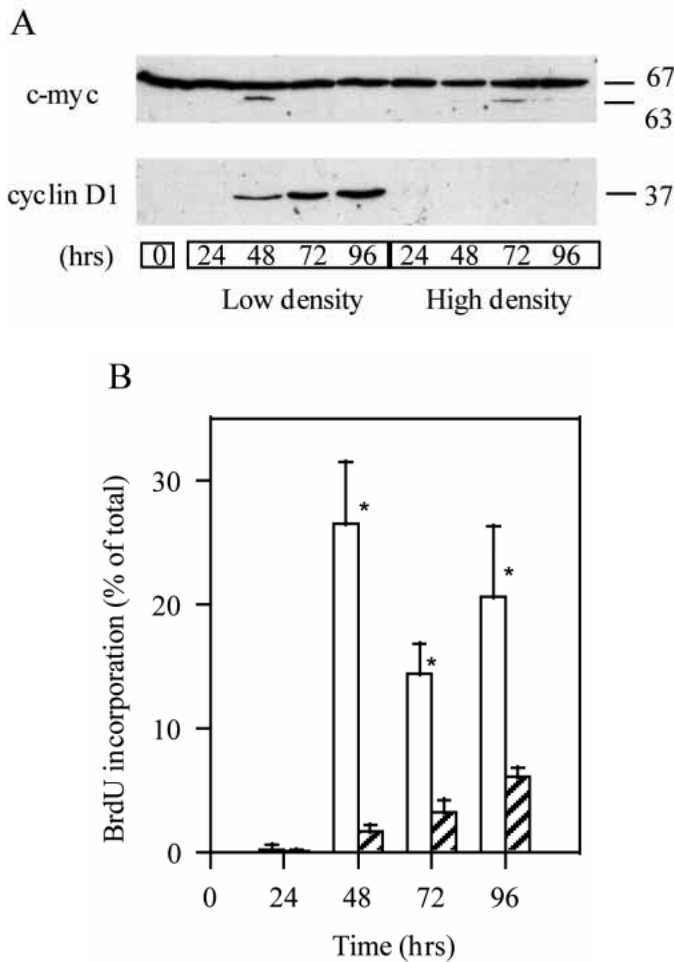 A
c-myc
67
63
cyclin D1
37
(hrs) 0 24 48 72 96 24 48 72 96
Low density High density
B
BrdU incorporation (% of total)
30
20
10
0
* * *
0 24 48 72 96
Time (hrs)